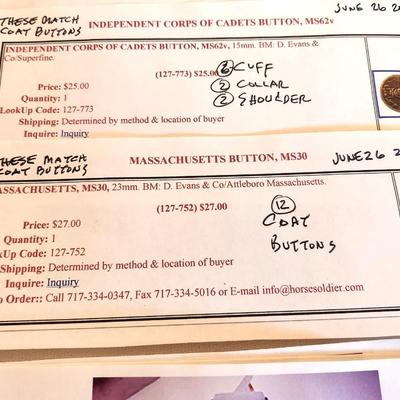 THESE MATCH
COAT BUTTONS
INDEPENDENT CORPS OF CADETS BUTTON, MS62v
JUNE 26
INDEPENDENT CORPS OF CADETS BUTTON, MS62v, 15mm. BM: D. Evans &
Co/Superfine.
(127-773) $25.00
Price: $25.00
Quantity: 1
LookUp Code: 127-773
Shipping: Determined by method & location of buyer
Inquire: Inquiry
6 CUFF
2 COLLAR
2 SHOULDER
THESE MATCH
COAT BUTTONS
MASSACHUSETTS BUTTON, MS30
JUNE 26 2
MASSACHUSETTS, MS30, 23mm. BM: D. Evans & Co/Attleboro Massachusetts.
(127-752) $27.00
Price: $27.00
Quantity: 1
kUp Code: 127-752
Shipping: Determined by method & location of buyer
Inquire: Inquiry
o Order:: Call 717-334-0347, Fax 717-334-5016 or E-mail info@horsesoldier.com
12
COAT
BUTTONS